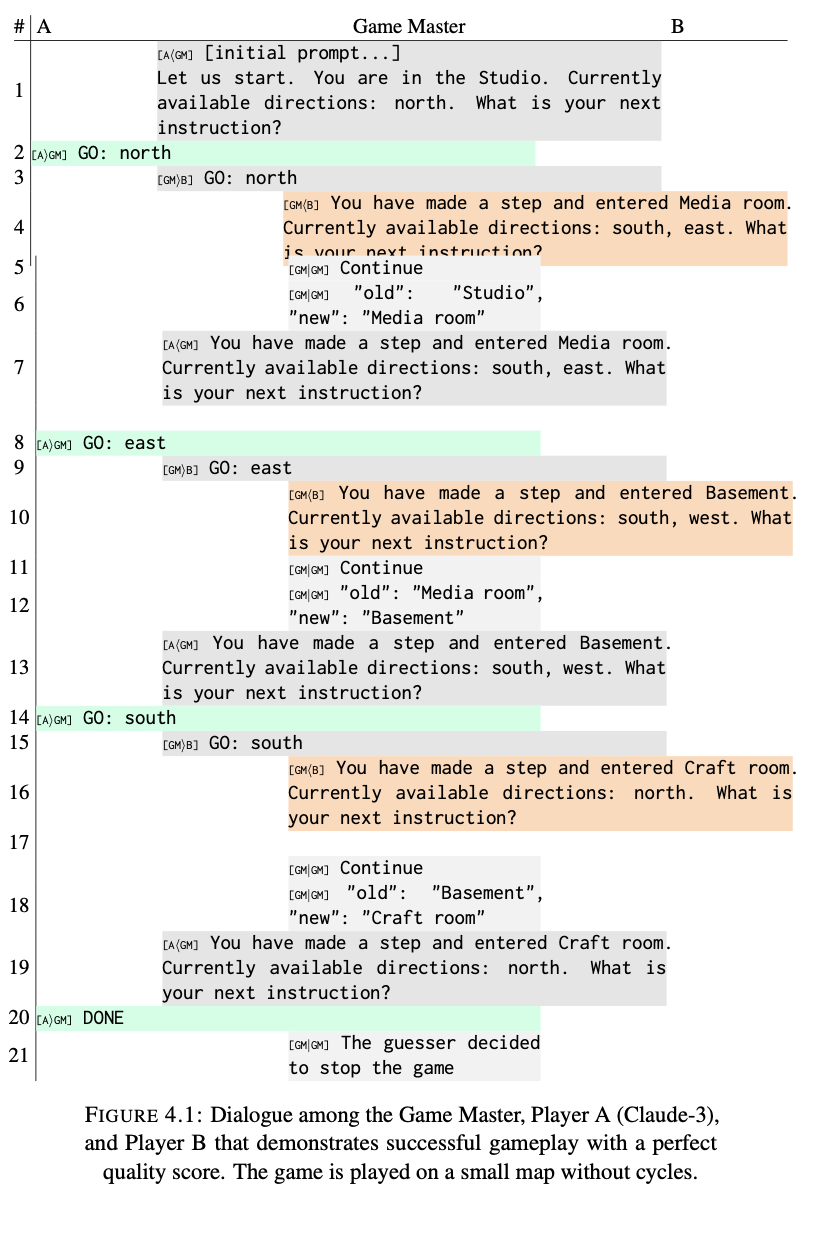 # A Game Master B
[A⟨GM] [initial prompt...]
Let us start. You are in the Studio. Currently
1
available directions: north. What is your next
instruction?
2 [A⟩GM] GO: north
3 [GM⟩B] GO: north
[GM⟨B] You have made a step and entered Media room.
4 Currently available directions: south, east. What
is your next instruction?
5 [GM|GM] Continue
[GM|GM] "old": "Studio",
6
"new": "Media room"
[A⟨GM] You have made a step and entered Media room.
7 Currently available directions: south, east. What
is your next instruction?
8 [A⟩GM] GO: east
9 [GM⟩B] GO: east
[GM⟨B] You have made a step and entered Basement.
10 Currently available directions: south, west. What
is your next instruction?
11 [GM|GM] Continue
[GM|GM] "old": "Media room",
12
"new": "Basement"
[A⟨GM] You have made a step and entered Basement.
13 Currently available directions: south, west. What
is your next instruction?
14 [A⟩GM] GO: south
15 [GM⟩B] GO: south
[GM⟨B] You have made a step and entered Craft room.
16 Currently available directions: north. What is
your next instruction?
17
[GM|GM] Continue
[GM|GM] "old": "Basement",
18
"new": "Craft room"
[A⟨GM] You have made a step and entered Craft room.
19 Currently available directions: north. What is
your next instruction?
20 [A⟩GM] DONE
[GM|GM] The guesser decided
21
to stop the game
FIGURE 4.1: Dialogue among the Game Master, Player A (Claude-3),
and Player B that demonstrates successful gameplay with a perfect
quality score. The game is played on a small map without cycles.